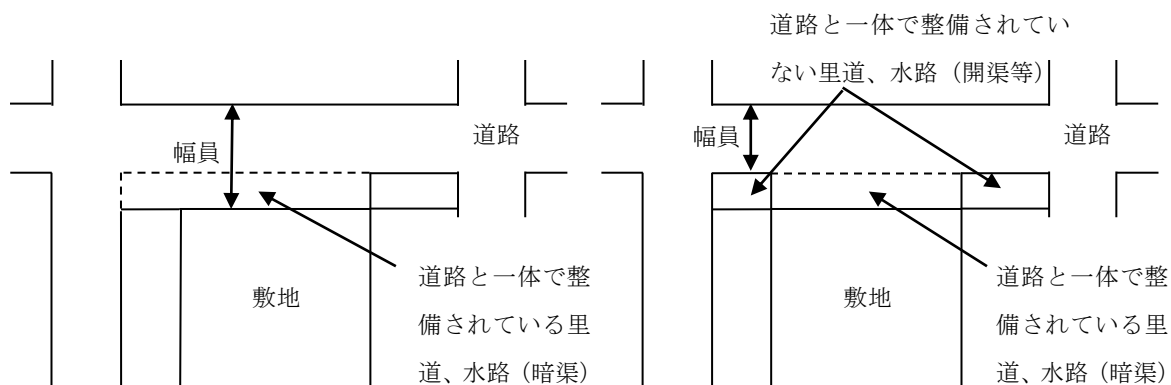 道路と一体で整備されてい
ない里道、水路（開渠等）
幅員
道路
敷地
道路と一体で整
備されている里
道、水路（暗渠）
幅員
道路
敷地
道路と一体で整
備されている里
道、水路（暗渠）